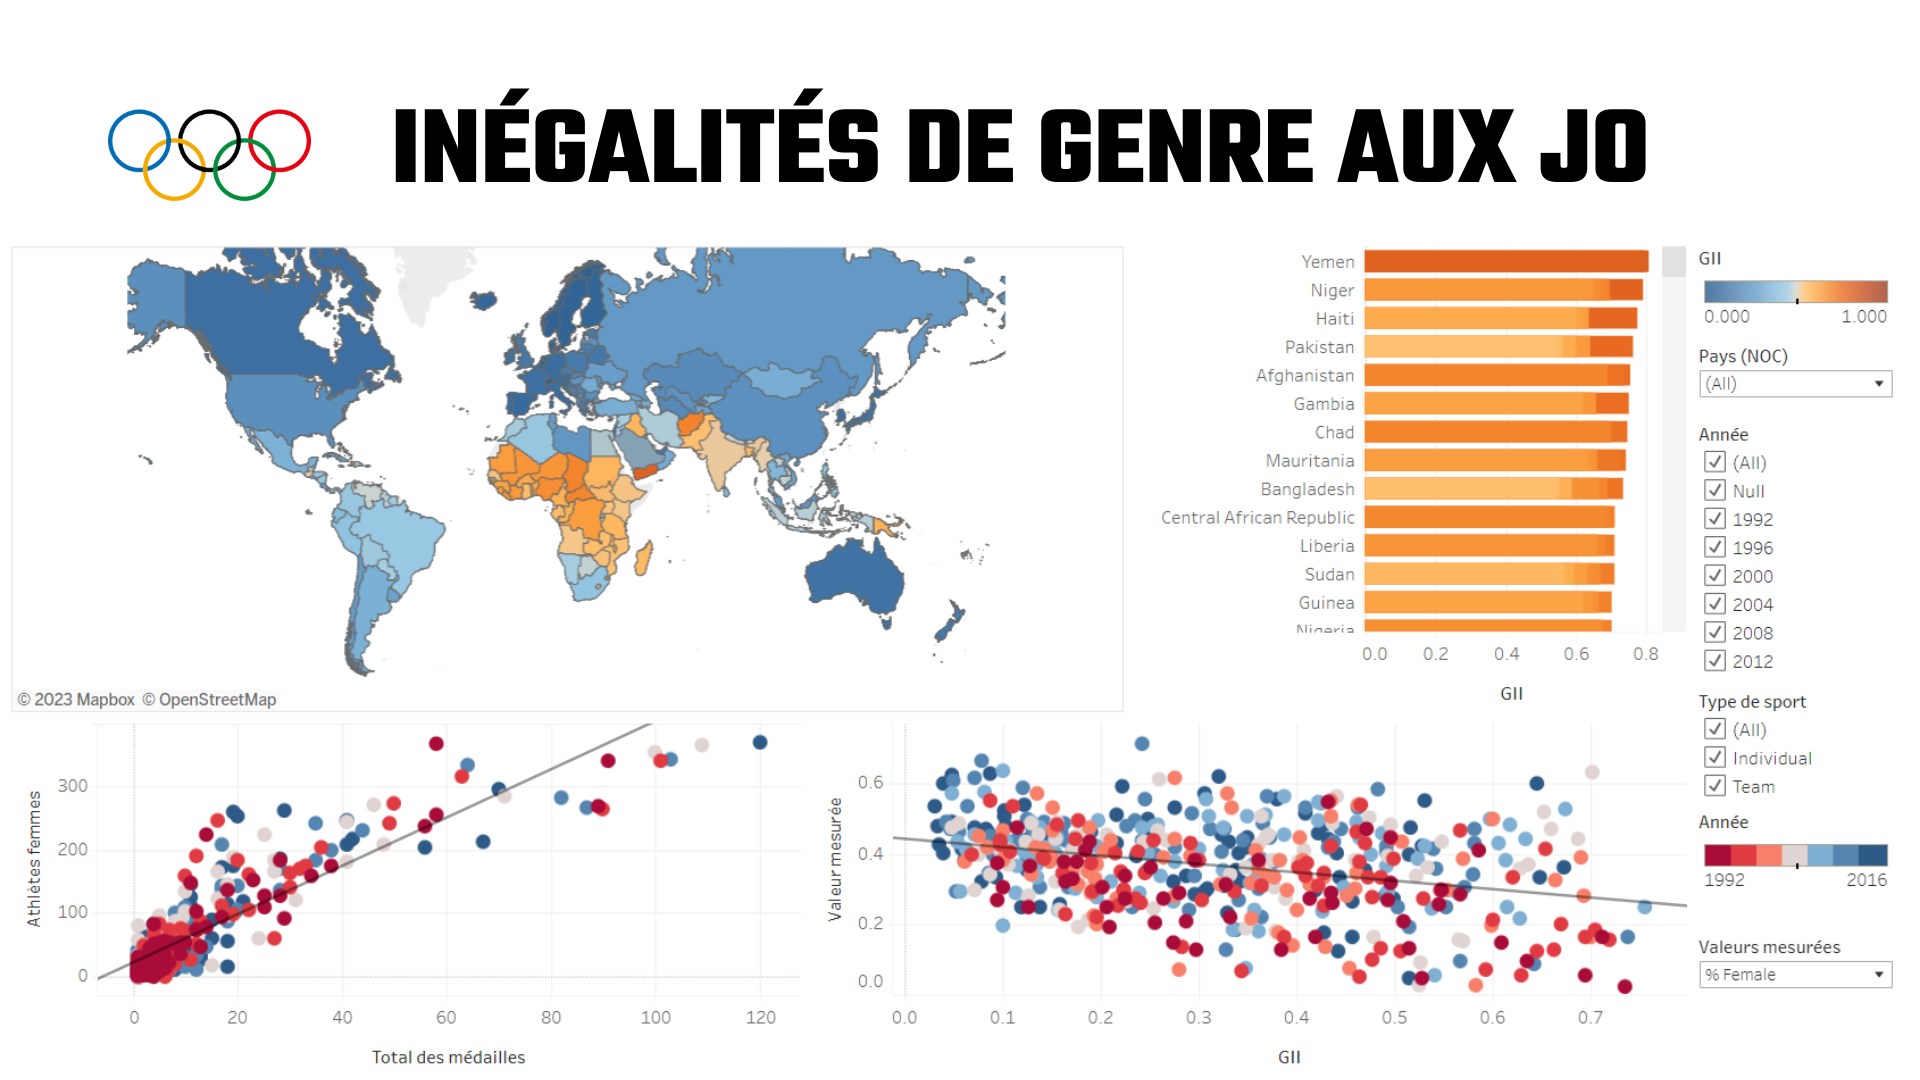 INÉGALITÉS DE GENRE AUX JO
Yemen
Niger
Haiti
Pakistan
Afghanistan
Gambia
Chad
Mauritania
Bangladesh
Central African Republic
Liberia
Sudan
Guinea
Nigeria
0.0 0.2 0.4 0.6 0.8
GII
GII
0.000 1.000
Pays (NOC)
(All)
Année
(All)
Null
1992
1996
2000
2004
2008
2012
Type de sport
(All)
Individual
Team
Année
1992 2016
Valeurs mesurées
% Female
© 2023 Mapbox © OpenStreetMap
Athlètes femmes
300
200
100
0
0 20 40 60 80 100 120
Total des médailles
Valeur mesurée
0.6
0.4
0.2
0.0
0.0 0.1 0.2 0.3 0.4 0.5 0.6 0.7
GII